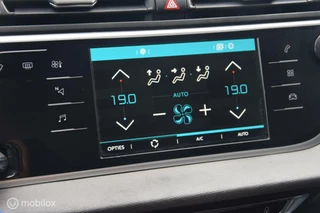 AUTO
19.0
19.0
OPTIES
A/C
AUTO
mobilox